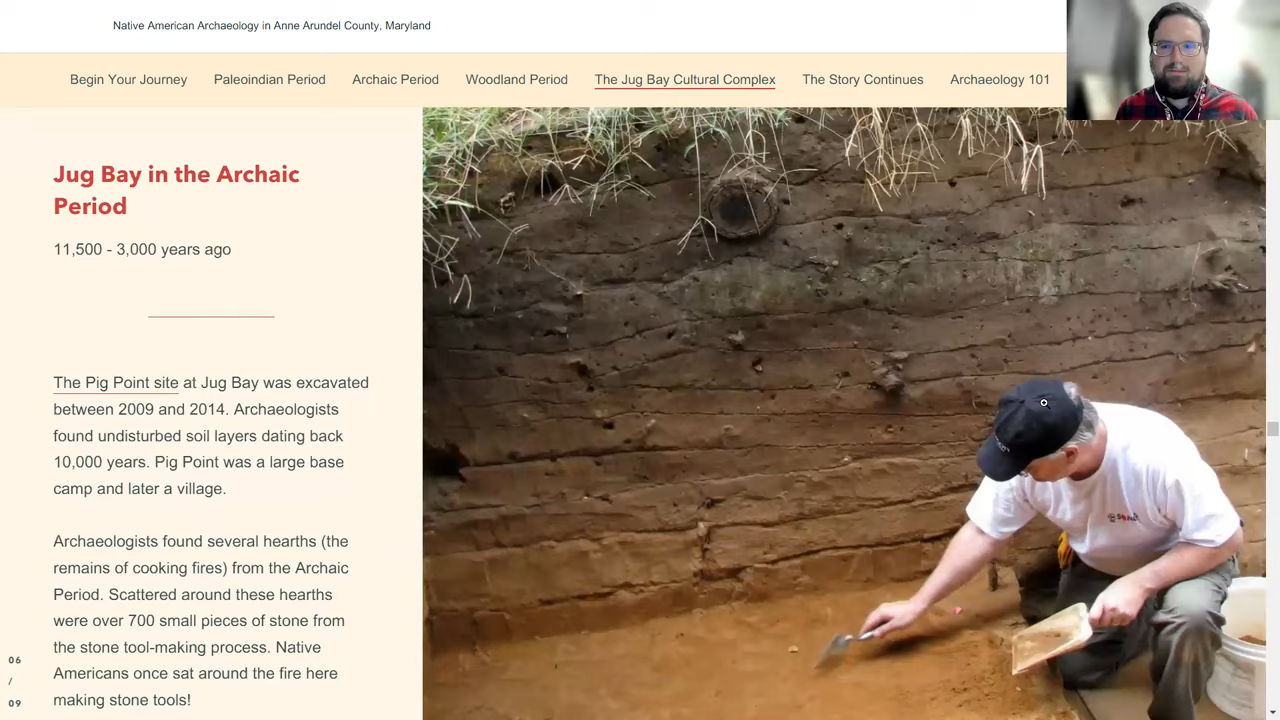 Native American Archaeology in Anne Arundel County, Maryland
Begin Your Journey Paleoindian Period Archaic Period Woodland Period The Jug Bay Cultural Complex The Story Continues Archaeology 101
Jug Bay in the Archaic
Period
11,500 - 3,000 years ago
The Pig Point site at Jug Bay was excavated
between 2009 and 2014. Archaeologists
found undisturbed soil layers dating back
10,000 years. Pig Point was a large base
camp and later a village.
Archaeologists found several hearths (the
remains of cooking fires) from the Archaic
Period. Scattered around these hearths
were over 700 small pieces of stone from
the stone tool-making process. Native
Americans once sat around the fire here
making stone tools!
06
/
09